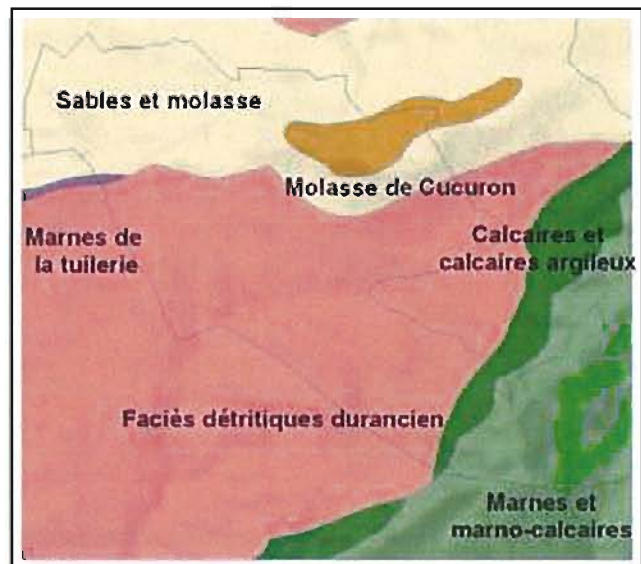 Sables et molasse
Molasse de Cucuron
Marnes de
la tuilerie
Calcaires et
calcaires argileux
Faciès détritiques durancien
Marnes et
marno-calcaires